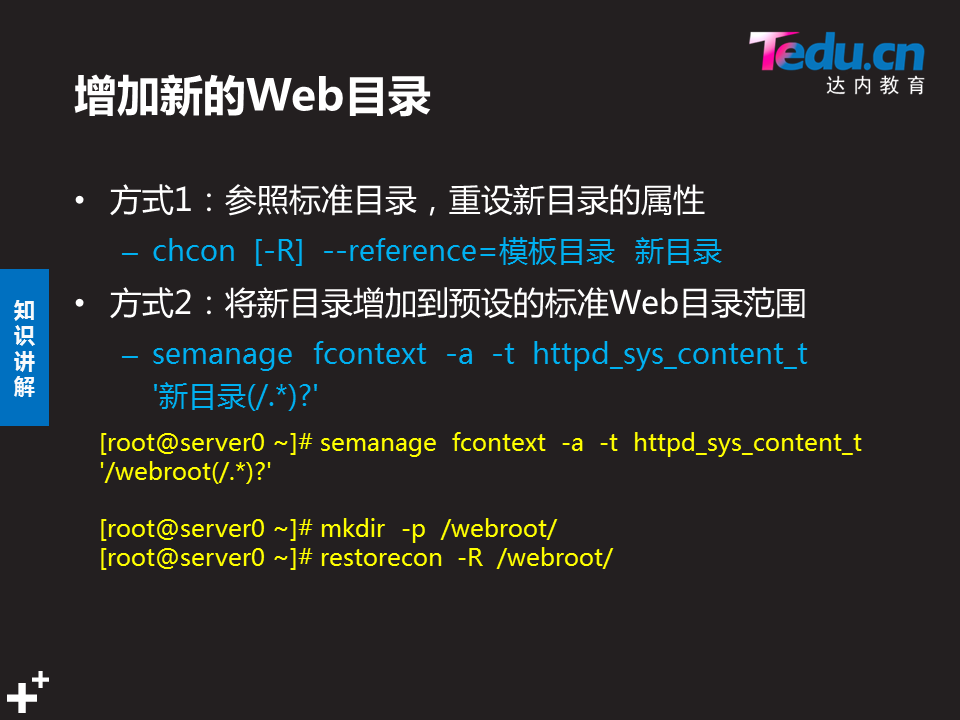 Tedu.cn
达内教育
增加新的Web目录
• 方式1：参照标准目录，重设新目录的属性
– chcon [-R] --reference=模板目录 新目录
• 方式2：将新目录增加到预设的标准Web目录范围
– semanage fcontext -a -t httpd_sys_content_t
'新目录(/.*)?'
知
识
讲
解
[root@server0 ~]# semanage fcontext -a -t httpd_sys_content_t
'/webroot(/.*)?'
[root@server0 ~]# mkdir -p /webroot/
[root@server0 ~]# restorecon -R /webroot/